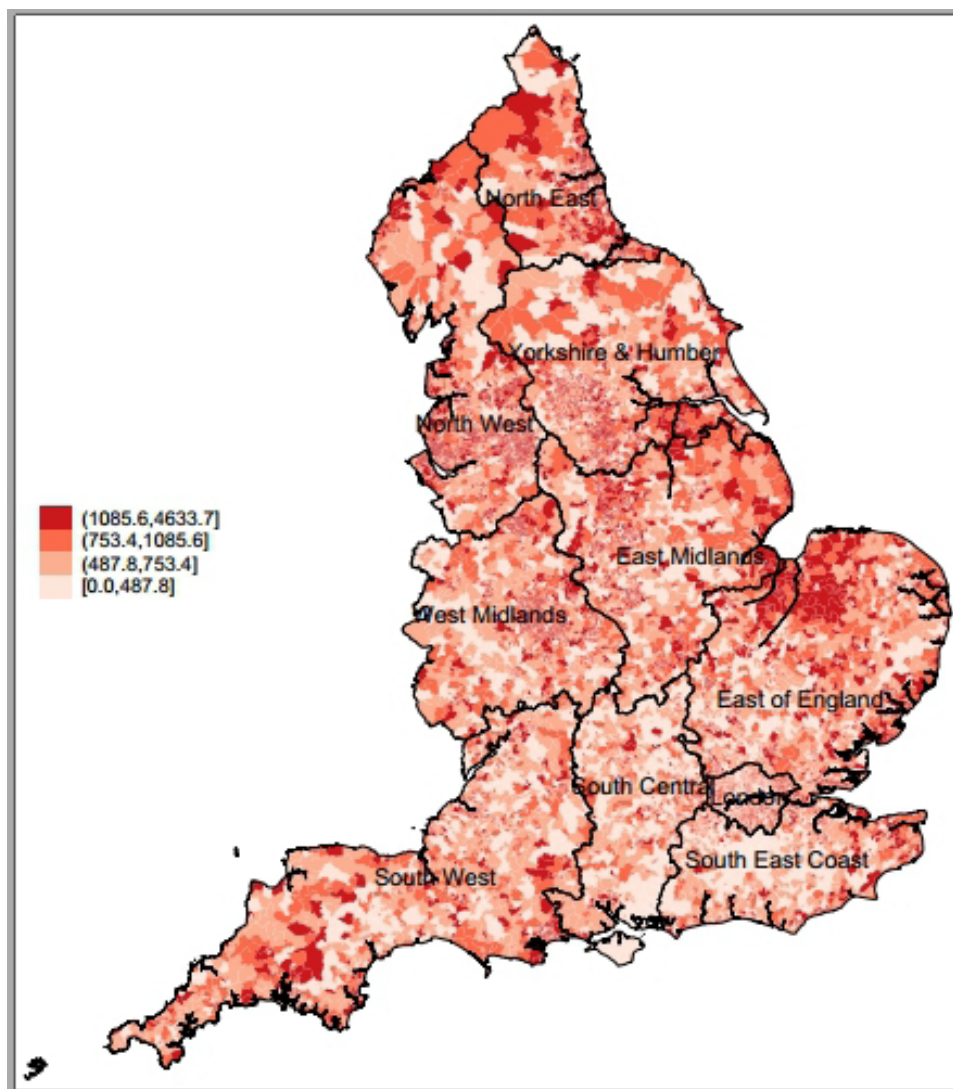 North East
Yorkshire & Humber
North West
(1085.6,4633.7]
(753.4,1085.6]
(487.8,753.4]
[0.0,487.8]
East Midlands
West Midlands
East of England
South Central
London
South East Coast
South West